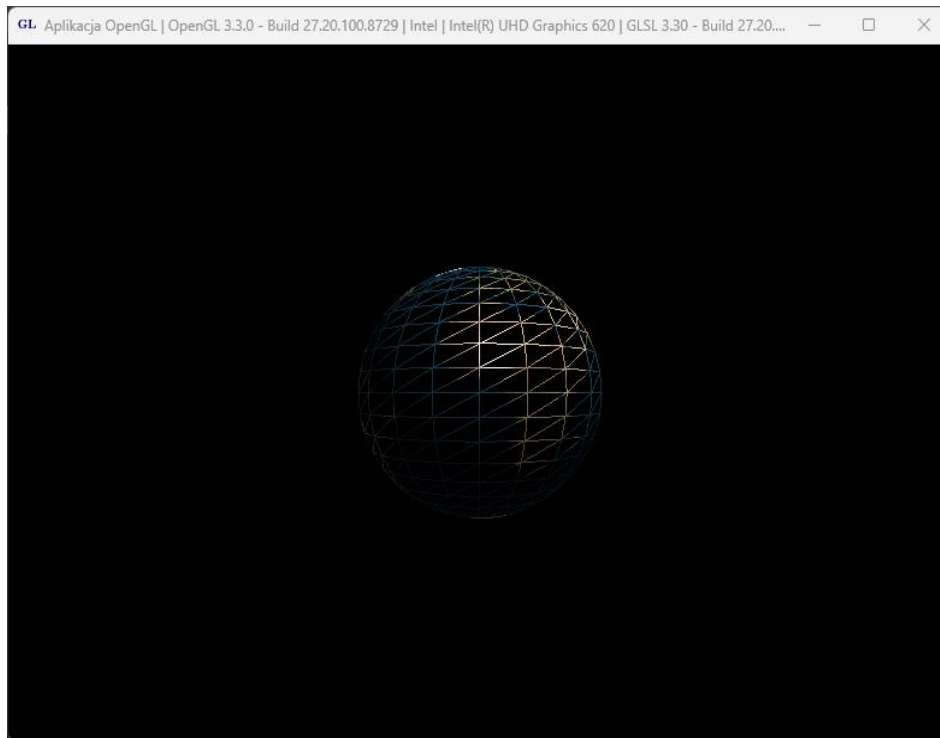 GL Aplikacja OpenGL | OpenGL 3.3.0 - Build 27.20.100.8729 | Intel | Intel(R) UHD Graphics 620 | GLSL 3.30 - Build 27.20....